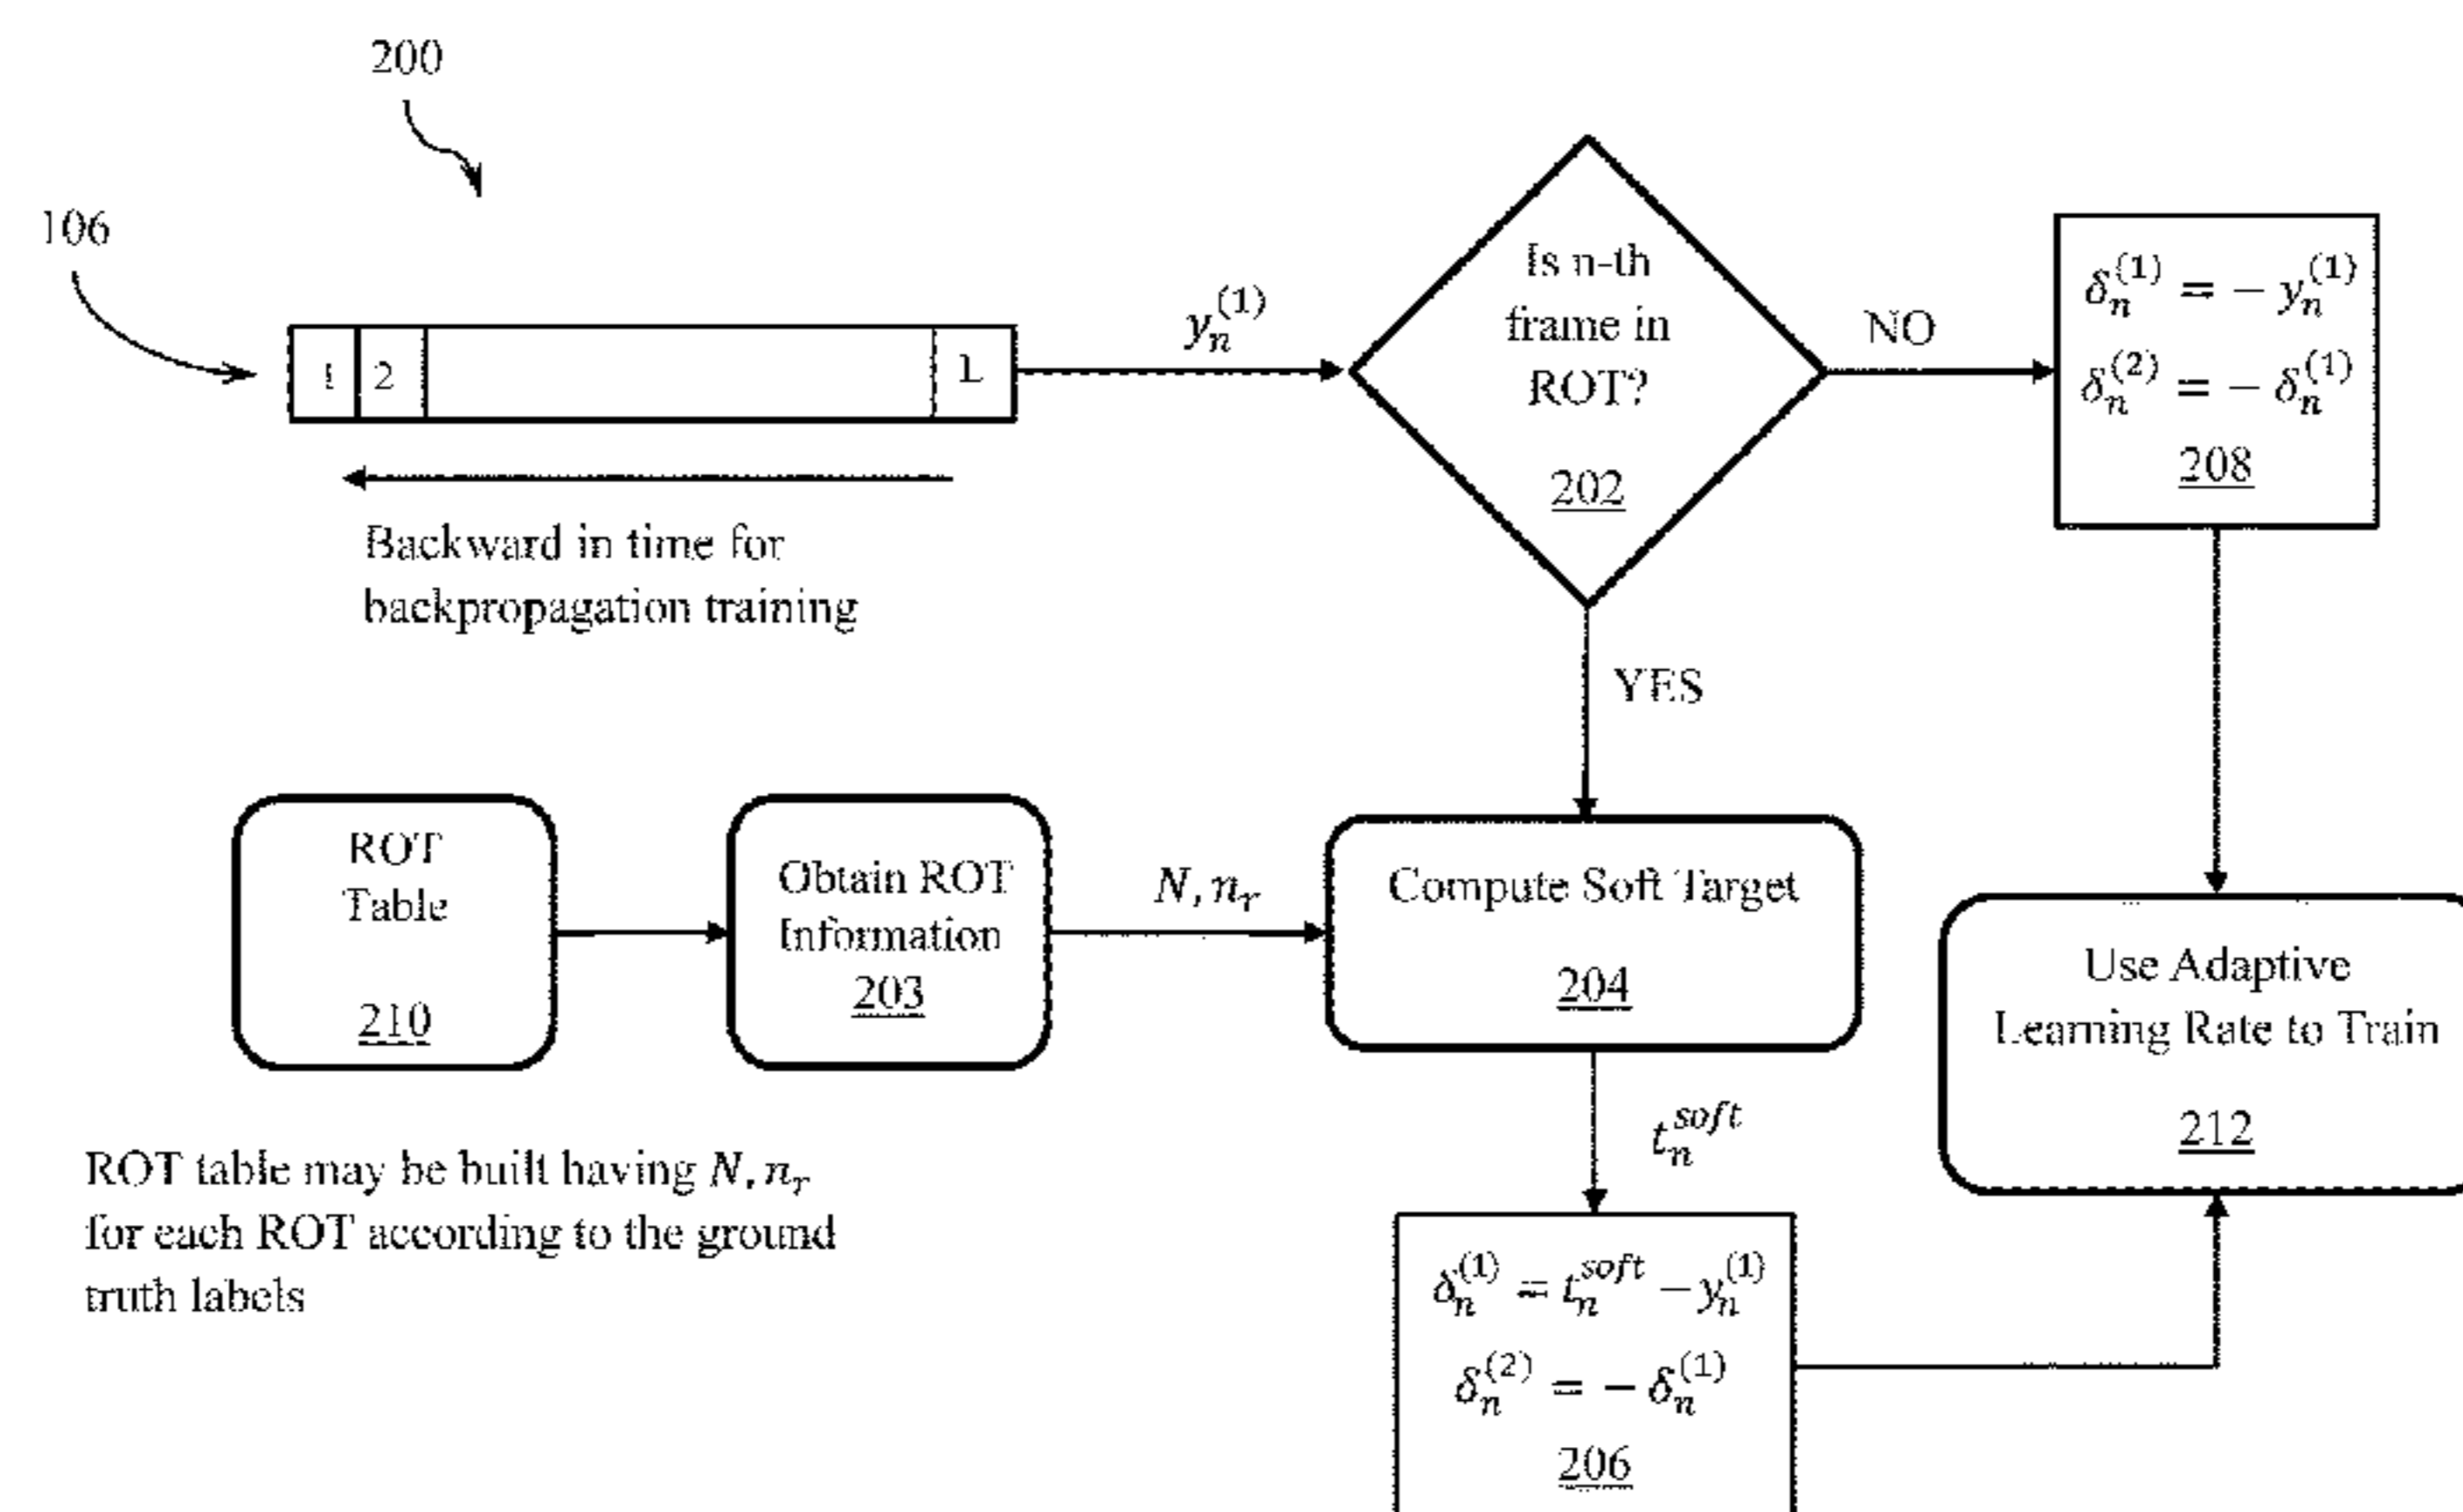 200
106
1 2 L
y_n^(1)
Is n-th
frame in
ROT?
202
NO
δ_n^(1) = − y_n^(1)
δ_n^(2) = − δ_n^(1)
208
Backward in time for
backpropagation training
YES
ROT
Table
210
Obtain ROT
Information
203
N, n_r
Compute Soft Target
204
Use Adaptive
Learning Rate to Train
212
t_n^soft
ROT table may be built having N, n_r
for each ROT according to the ground
truth labels
δ_n^(1) = t_n^soft − y_n^(1)
δ_n^(2) = − δ_n^(1)
206